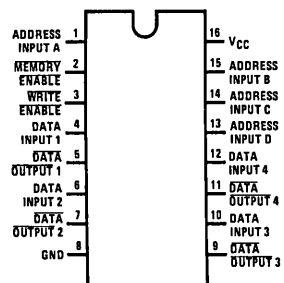 ADDRESS
INPUT A
1
MEMORY
ENABLE
2
WRITE
ENABLE
3
DATA
INPUT 1
4
DATA
OUTPUT 1
5
DATA
INPUT 2
6
DATA
OUTPUT 2
7
GND
8
16
VCC
15
ADDRESS
INPUT B
14
ADDRESS
INPUT C
13
ADDRESS
INPUT D
12
DATA
INPUT 4
11
DATA
OUTPUT 4
10
DATA
INPUT 3
9
DATA
OUTPUT 3